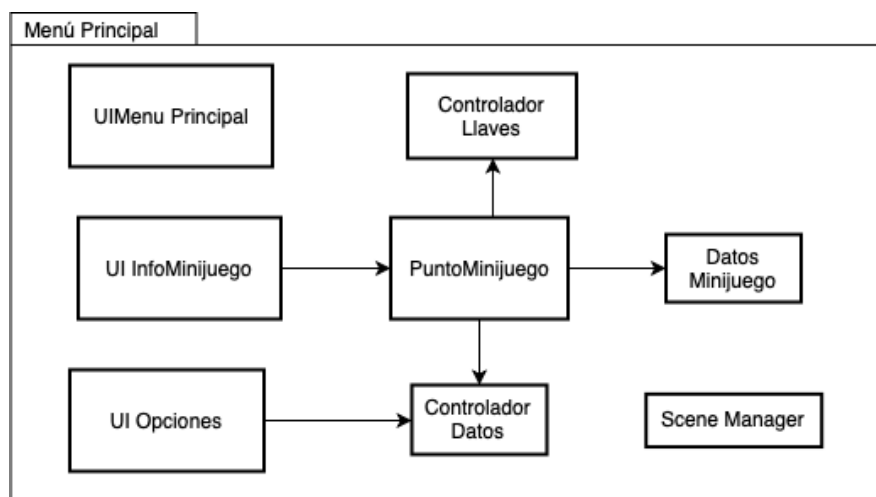 Menú Principal
UIMenu Principal
Controlador
Llaves
UI InfoMinijuego
PuntoMinijuego
Datos
Minijuego
UI Opciones
Controlador
Datos
Scene Manager